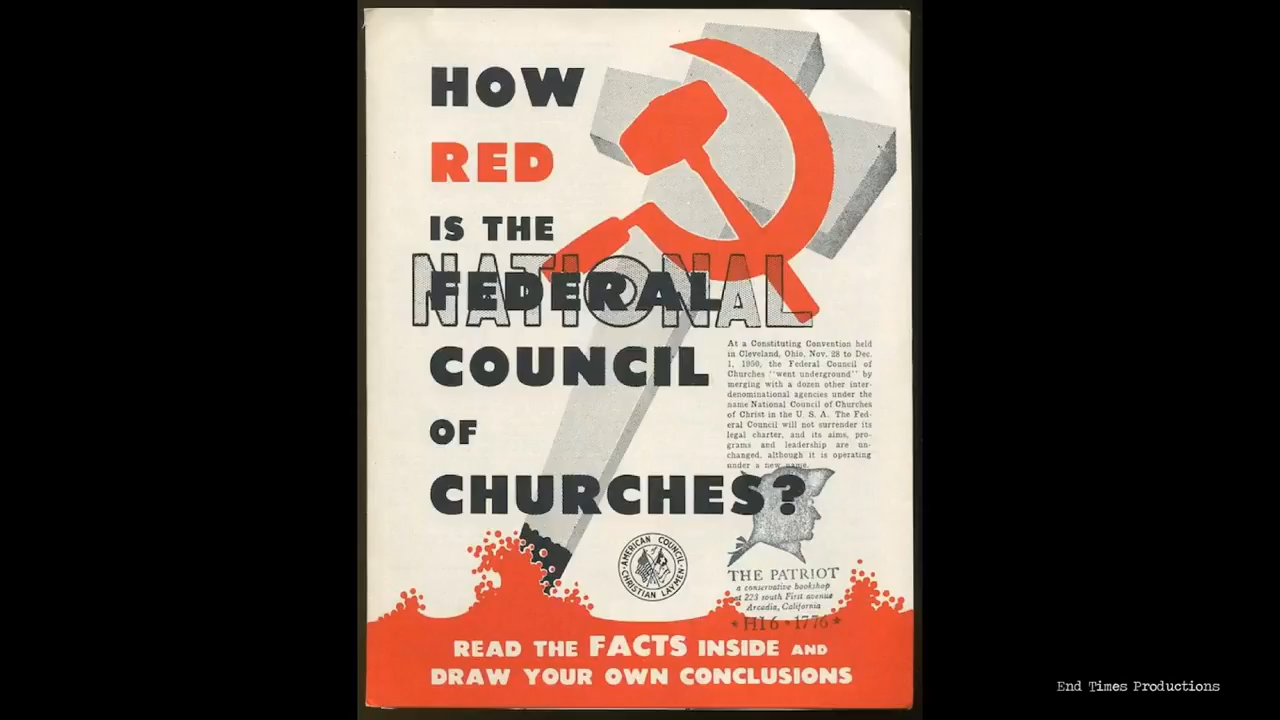 HOW
RED
IS THE
NATIONAL
FEDERAL
COUNCIL
OF
CHURCHES?
At a Constituting Convention held
in Cleveland, Ohio, Nov. 28 to Dec.
1, 1950, the Federal Council of
Churches "went underground" by
merging with a dozen other inter-
denominational agencies under the
name National Council of Churches
of Christ in the U. S. A. The Fed-
eral Council will not surrender its
legal charter, and its aims, pro-
grams and leadership are un-
changed, although it is operating
under a new name.
AMERICAN COUNCIL
CHRISTIAN LAYMEN
THE PATRIOT
a conservative bookshop
at 223 south First avenue
Arcadia, California
* HI 6 • 1776 *
READ THE FACTS INSIDE AND
DRAW YOUR OWN CONCLUSIONS
End Times Productions